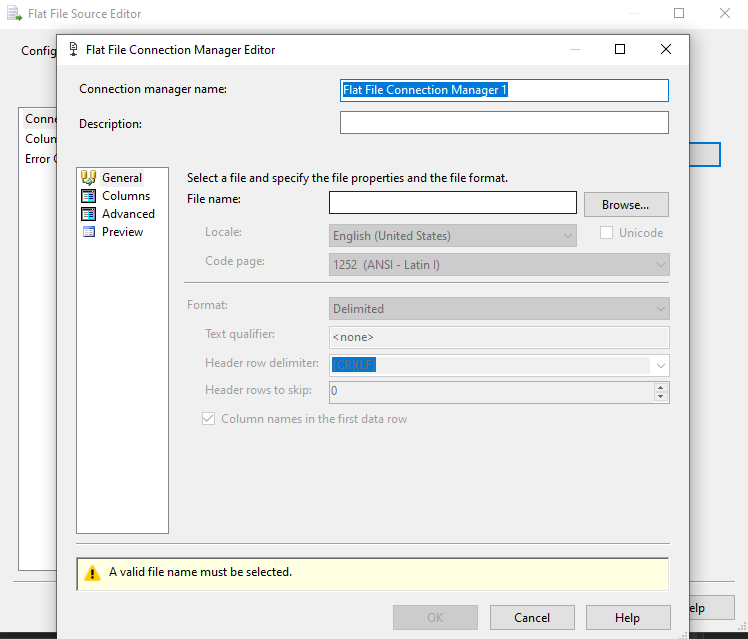 Flat File Source Editor
Config
Flat File Connection Manager Editor
Connection manager name:
Flat File Connection Manager 1
Description:
Conne
Colun
Error
General
Columns
Advanced
Preview
Select a file and specify the file properties and the file format.
File name:
Browse...
Locale:
English (United States)
Unicode
Code page:
1252 (ANSI - Latin I)
Format:
Delimited
Text qualifier:
<none>
Header row delimiter:
{CR}{LF}
Header rows to skip:
0
Column names in the first data row
A valid file name must be selected.
OK
Cancel
Help
elp